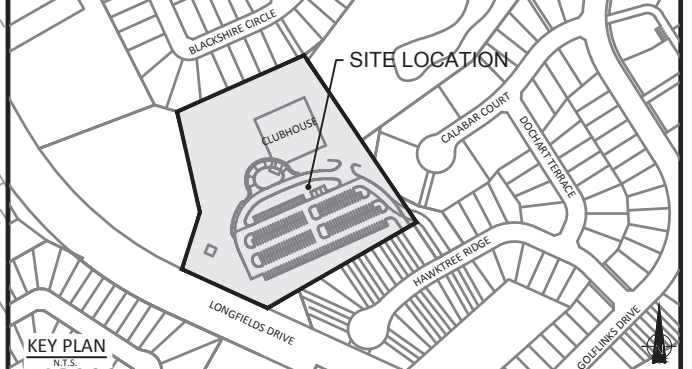 BLACKSHIRE CIRCLE
SITE LOCATION
CLUBHOUSE
CALABAR COURT
DOCHART TERRACE
HAWKTREE RIDGE
LONGFIELDS DRIVE
GOLFLINKS DRIVE
KEY PLAN
N.T.S.